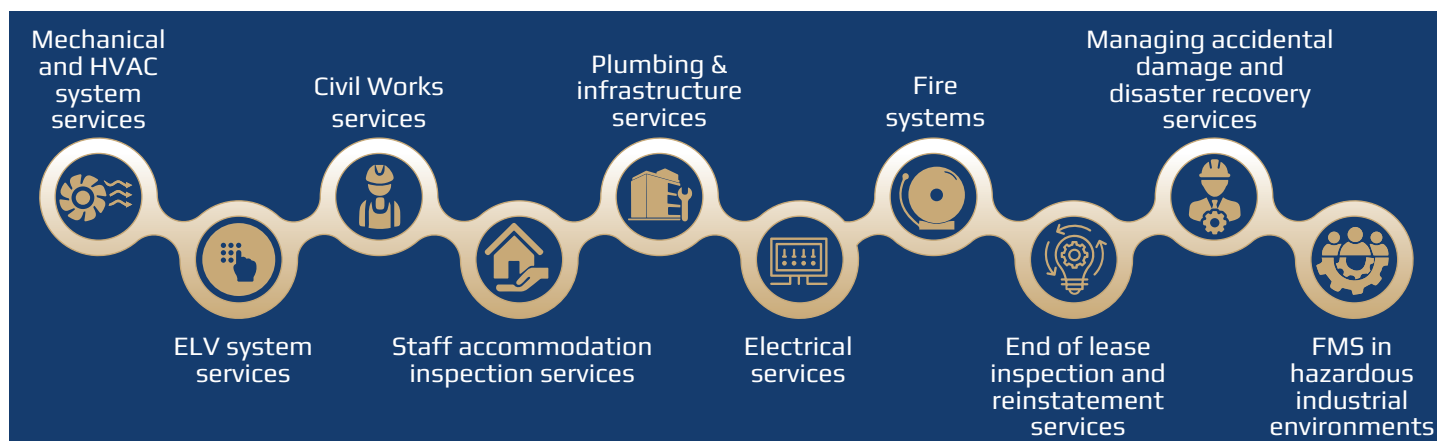 Mechanical
and HVAC
system
services
ELV system
services
Civil Works
services
Staff accommodation
inspection services
Plumbing &
infrastructure
services
Electrical
services
Fire
systems
End of lease
inspection and
reinstatement
services
Managing accidental
damage and
disaster recovery
services
FMS in
hazardous
industrial
environments